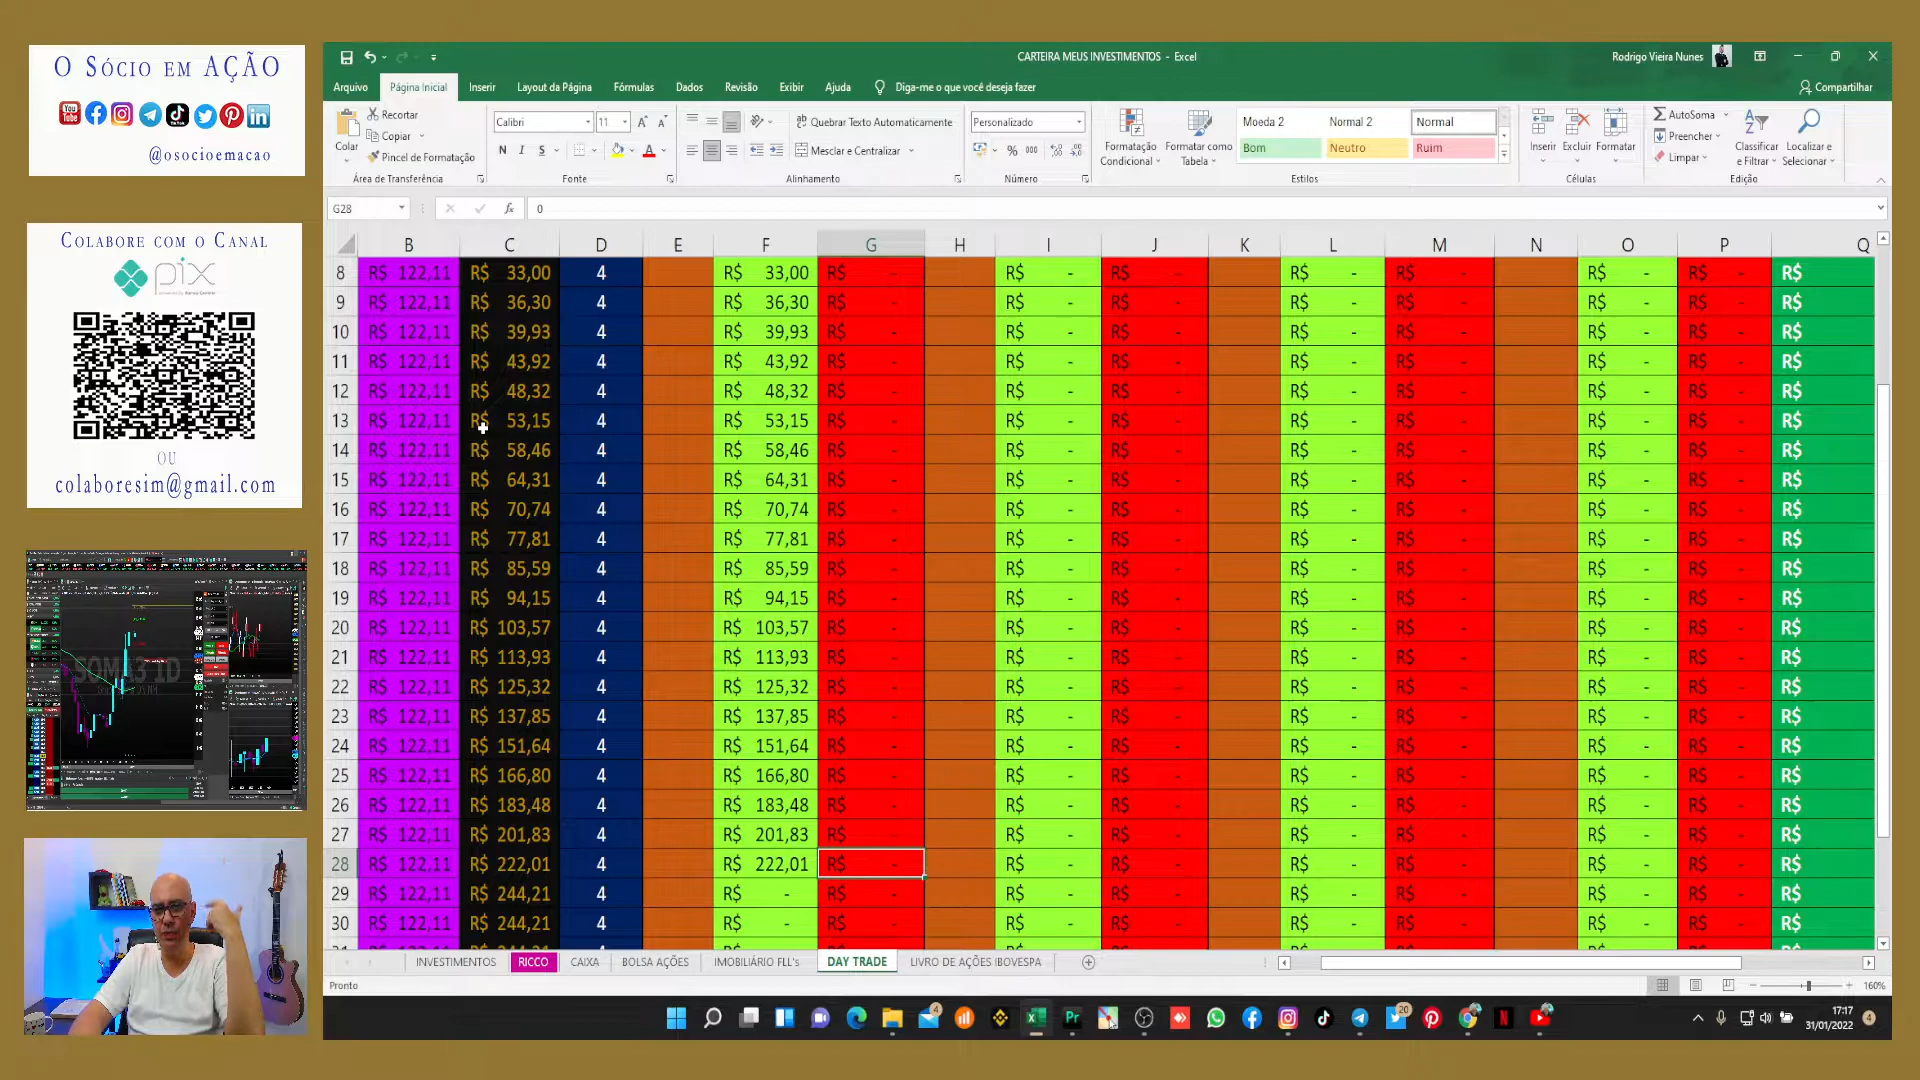 O Sócio em AÇÃO
@osocioemacao
Colabore com o Canal
pix
OU
colaboresim@gmail.com
SOMA3 1D
CARTEIRA MEUS INVESTIMENTOS - Excel
Rodrigo Vieira Nunes
Arquivo Página Inicial Inserir Layout da Página Fórmulas Dados Revisão Exibir Ajuda Diga-me o que você deseja fazer Compartilhar
Colar
Recortar
Copiar
Pincel de Formatação
Área de Transferência
Calibri 11
N I S
Fonte
Quebrar Texto Automaticamente
Mesclar e Centralizar
Alinhamento
Personalizado
% 000
Número
Formatação Condicional
Formatar como Tabela
Moeda 2 Normal 2 Normal
Bom Neutro Ruim
Estilos
Inserir Excluir Formatar
Células
AutoSoma
Preencher
Limpar
Classificar e Filtrar
Localizar e Selecionar
Edição
G28 fx 0
B C D E F G H I J K L M N O P Q
8 R$ 122,11 R$ 33,00 4 R$ 33,00 R$ - R$ - R$ - R$ - R$ - R$ - R$ - R$
9 R$ 122,11 R$ 36,30 4 R$ 36,30 R$ - R$ - R$ - R$ - R$ - R$ - R$ - R$
10 R$ 122,11 R$ 39,93 4 R$ 39,93 R$ - R$ - R$ - R$ - R$ - R$ - R$ - R$
11 R$ 122,11 R$ 43,92 4 R$ 43,92 R$ - R$ - R$ - R$ - R$ - R$ - R$ - R$
12 R$ 122,11 R$ 48,32 4 R$ 48,32 R$ - R$ - R$ - R$ - R$ - R$ - R$ - R$
13 R$ 122,11 R$ 53,15 4 R$ 53,15 R$ - R$ - R$ - R$ - R$ - R$ - R$ - R$
14 R$ 122,11 R$ 58,46 4 R$ 58,46 R$ - R$ - R$ - R$ - R$ - R$ - R$ - R$
15 R$ 122,11 R$ 64,31 4 R$ 64,31 R$ - R$ - R$ - R$ - R$ - R$ - R$ - R$
16 R$ 122,11 R$ 70,74 4 R$ 70,74 R$ - R$ - R$ - R$ - R$ - R$ - R$ - R$
17 R$ 122,11 R$ 77,81 4 R$ 77,81 R$ - R$ - R$ - R$ - R$ - R$ - R$ - R$
18 R$ 122,11 R$ 85,59 4 R$ 85,59 R$ - R$ - R$ - R$ - R$ - R$ - R$ - R$
19 R$ 122,11 R$ 94,15 4 R$ 94,15 R$ - R$ - R$ - R$ - R$ - R$ - R$ - R$
20 R$ 122,11 R$ 103,57 4 R$ 103,57 R$ - R$ - R$ - R$ - R$ - R$ - R$ - R$
21 R$ 122,11 R$ 113,93 4 R$ 113,93 R$ - R$ - R$ - R$ - R$ - R$ - R$ - R$
22 R$ 122,11 R$ 125,32 4 R$ 125,32 R$ - R$ - R$ - R$ - R$ - R$ - R$ - R$
23 R$ 122,11 R$ 137,85 4 R$ 137,85 R$ - R$ - R$ - R$ - R$ - R$ - R$ - R$
24 R$ 122,11 R$ 151,64 4 R$ 151,64 R$ - R$ - R$ - R$ - R$ - R$ - R$ - R$
25 R$ 122,11 R$ 166,80 4 R$ 166,80 R$ - R$ - R$ - R$ - R$ - R$ - R$ - R$
26 R$ 122,11 R$ 183,48 4 R$ 183,48 R$ - R$ - R$ - R$ - R$ - R$ - R$ - R$
27 R$ 122,11 R$ 201,83 4 R$ 201,83 R$ - R$ - R$ - R$ - R$ - R$ - R$ - R$
28 R$ 122,11 R$ 222,01 4 R$ 222,01 R$ - R$ - R$ - R$ - R$ - R$ - R$ - R$
29 R$ 122,11 R$ 244,21 4 R$ - R$ - R$ - R$ - R$ - R$ - R$ - R$ - R$
30 R$ 122,11 R$ 244,21 4 R$ - R$ - R$ - R$ - R$ - R$ - R$ - R$ - R$
INVESTIMENTOS RICCO CAIXA BOLSA AÇÕES IMOBILIÁRIO FLL's DAY TRADE LIVRO DE AÇÕES IBOVESPA
Pronto
160%
4 20
17:17
31/01/2022
4